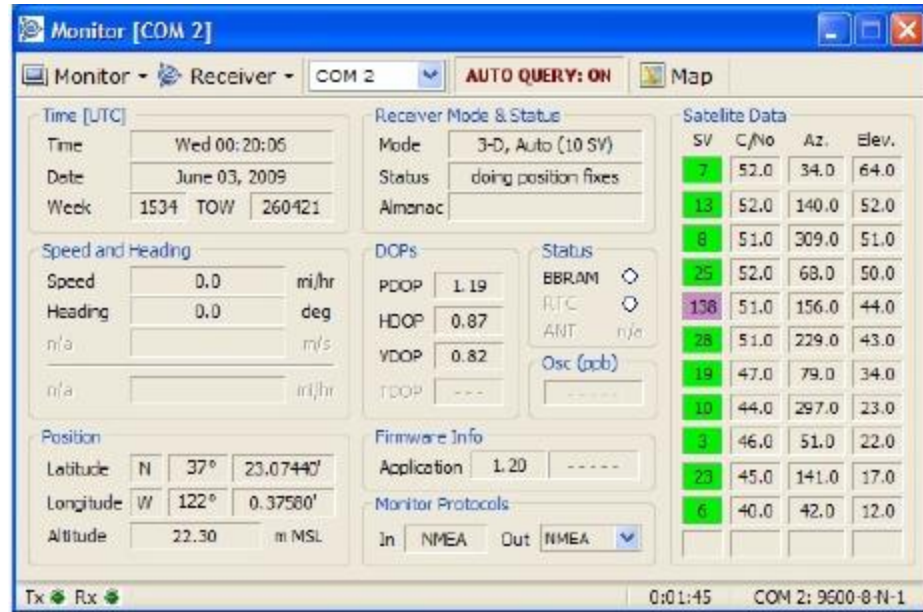 Monitor [COM 2]
Monitor Receiver COM 2 AUTO QUERY: ON Map
Time [UTC]
Time Wed 00:20:06
Date June 03, 2009
Week 1534 TOW 260421
Speed and Heading
Speed 0.0 mi/hr
Heading 0.0 deg
n/a m/s
n/a mi/hr
Position
Latitude N 37° 23.07440'
Longitude W 122° 0.37580'
Altitude 22.30 m MSL
Receiver Mode & Status
Mode 3-D, Auto (10 SV)
Status doing position fixes
Almanac
DOPs
PDOP 1.19
HDOP 0.87
VDOP 0.82
TDOP ---
Status
BBRAM
RTC
ANT n/a
Osc (ppb)
-----
Firmware Info
Application 1.20 -----
Monitor Protocols
In NMEA Out NMEA
Satellite Data
SV C/No Az. Elev.
7 52.0 34.0 64.0
13 52.0 140.0 52.0
8 51.0 309.0 51.0
25 52.0 68.0 50.0
138 51.0 156.0 44.0
28 51.0 229.0 43.0
19 47.0 79.0 34.0
10 44.0 297.0 23.0
3 46.0 51.0 22.0
23 45.0 141.0 17.0
6 40.0 42.0 12.0
Tx Rx 0:01:45 COM 2: 9600-8-N-1